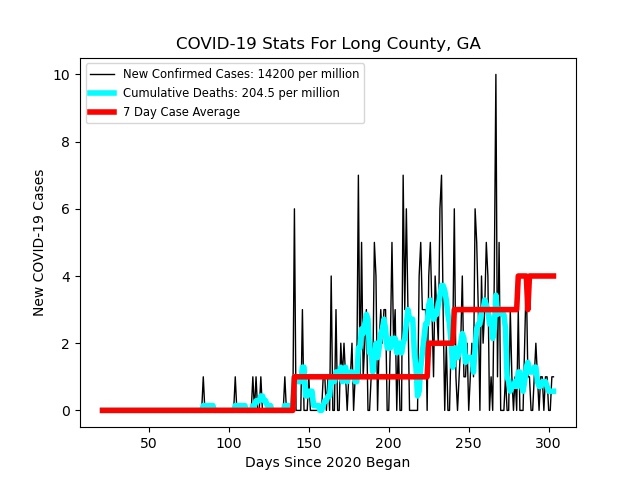 COVID-19 Stats For Long County, GA
New Confirmed Cases: 14200 per million
Cumulative Deaths: 204.5 per million
7 Day Case Average
New COVID-19 Cases
10
8
6
4
2
0
50
100
150
200
250
300
Days Since 2020 Began